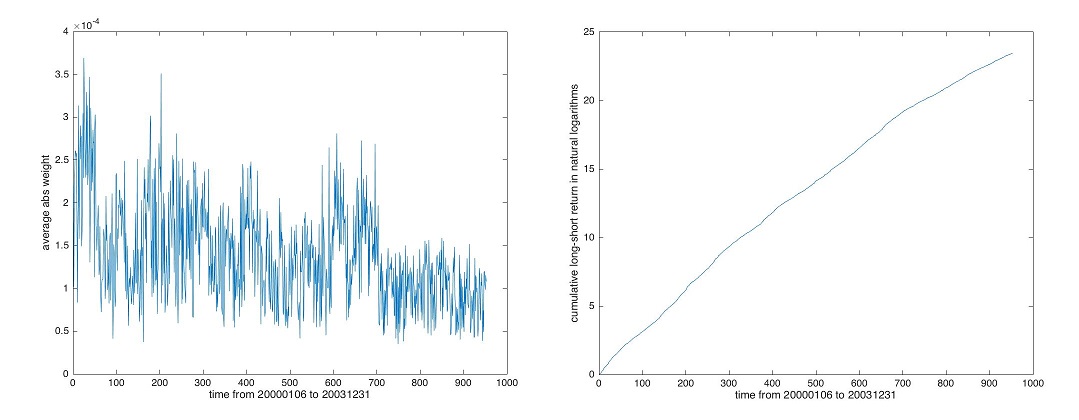 ×10⁻⁴
4
3.5
3
2.5
2
1.5
1
0.5
0
average abs weight
0 100 200 300 400 500 600 700 800 900 1000
time from 20000106 to 20031231
25
20
15
10
5
0
cumulative long-short return in natural logarithms
0 100 200 300 400 500 600 700 800 900 1000
time from 20000106 to 20031231